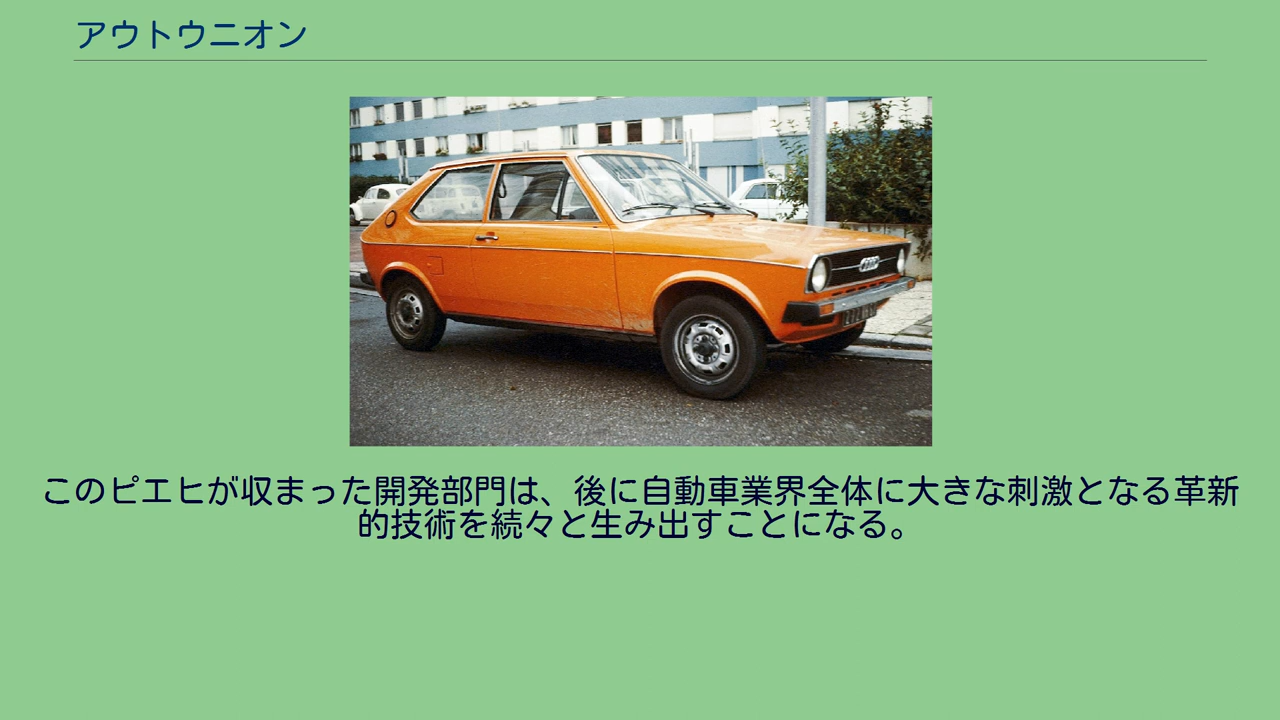 アウトウニオン
このピエヒが収まった開発部門は、後に自動車業界全体に大きな刺激となる革新
的技術を続々と生み出すことになる。